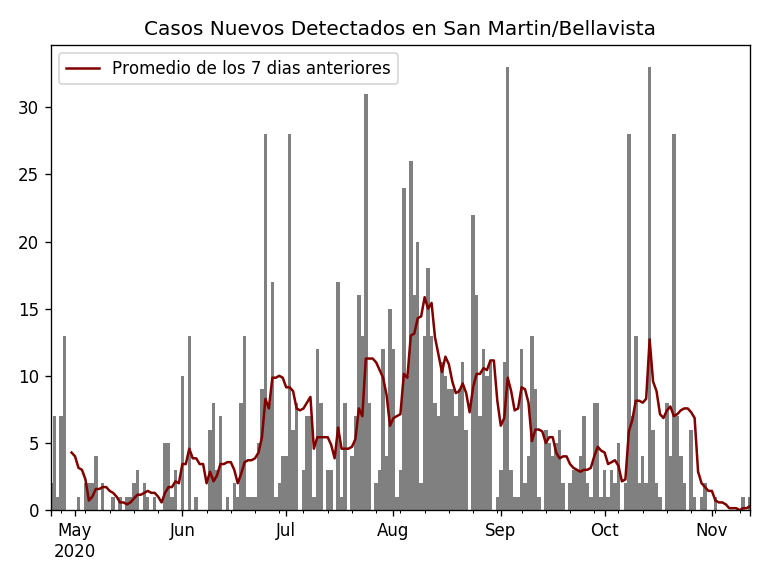 Casos Nuevos Detectados en San Martin/Bellavista
Promedio de los 7 dias anteriores
30
25
20
15
10
5
0
May Jun Jul Aug Sep Oct Nov
2020